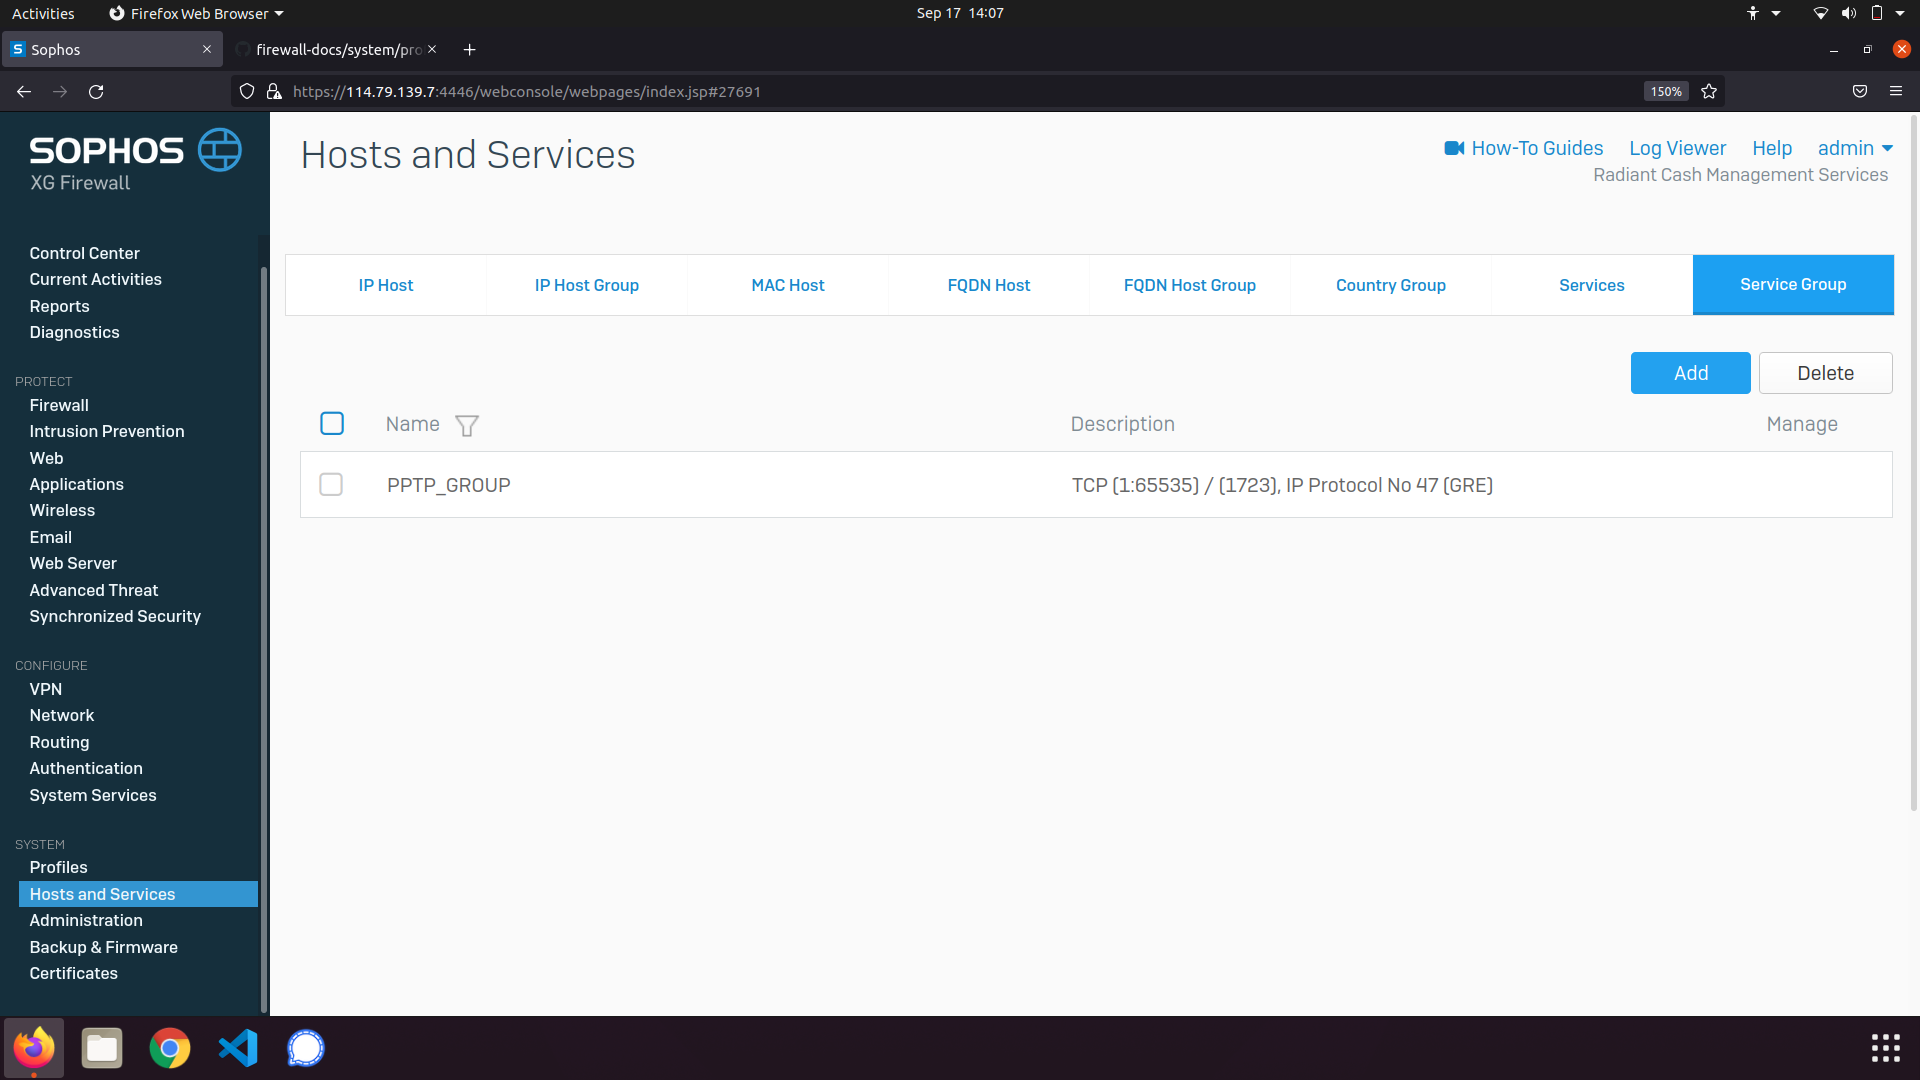 Activities
Firefox Web Browser
Sep 17 14:07
Sophos
firewall-docs/system/pro
https://114.79.139.7:4446/webconsole/webpages/index.jsp#27691
150%
SOPHOS
XG Firewall
Hosts and Services
How-To Guides
Log Viewer
Help
admin
Radiant Cash Management Services
Control Center
Current Activities
Reports
Diagnostics
PROTECT
Firewall
Intrusion Prevention
Web
Applications
Wireless
Email
Web Server
Advanced Threat
Synchronized Security
CONFIGURE
VPN
Network
Routing
Authentication
System Services
SYSTEM
Profiles
Hosts and Services
Administration
Backup & Firmware
Certificates
IP Host
IP Host Group
MAC Host
FQDN Host
FQDN Host Group
Country Group
Services
Service Group
Add
Delete
Name
Description
Manage
PPTP_GROUP
TCP (1:65535) / (1723), IP Protocol No 47 (GRE)